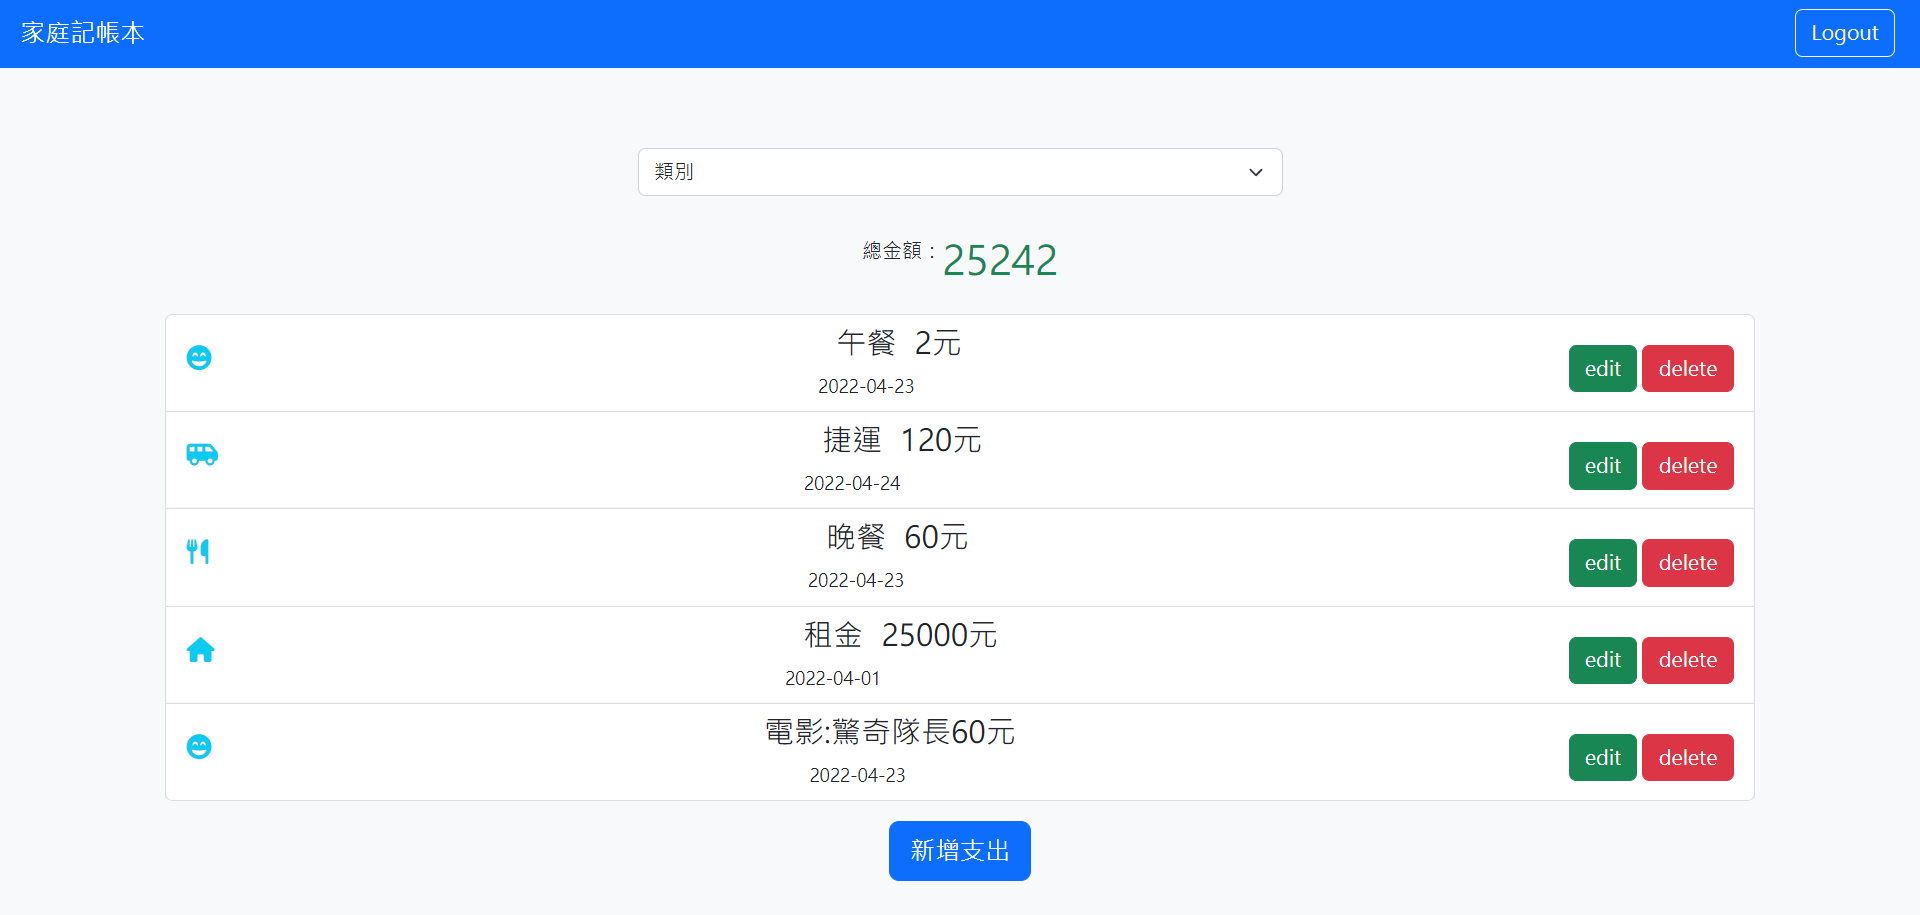 家庭記帳本
Logout
類別
總金額：25242
午餐 2元
2022-04-23
edit delete
捷運 120元
2022-04-24
edit delete
晚餐 60元
2022-04-23
edit delete
租金 25000元
2022-04-01
edit delete
電影:驚奇隊長60元
2022-04-23
edit delete
新增支出